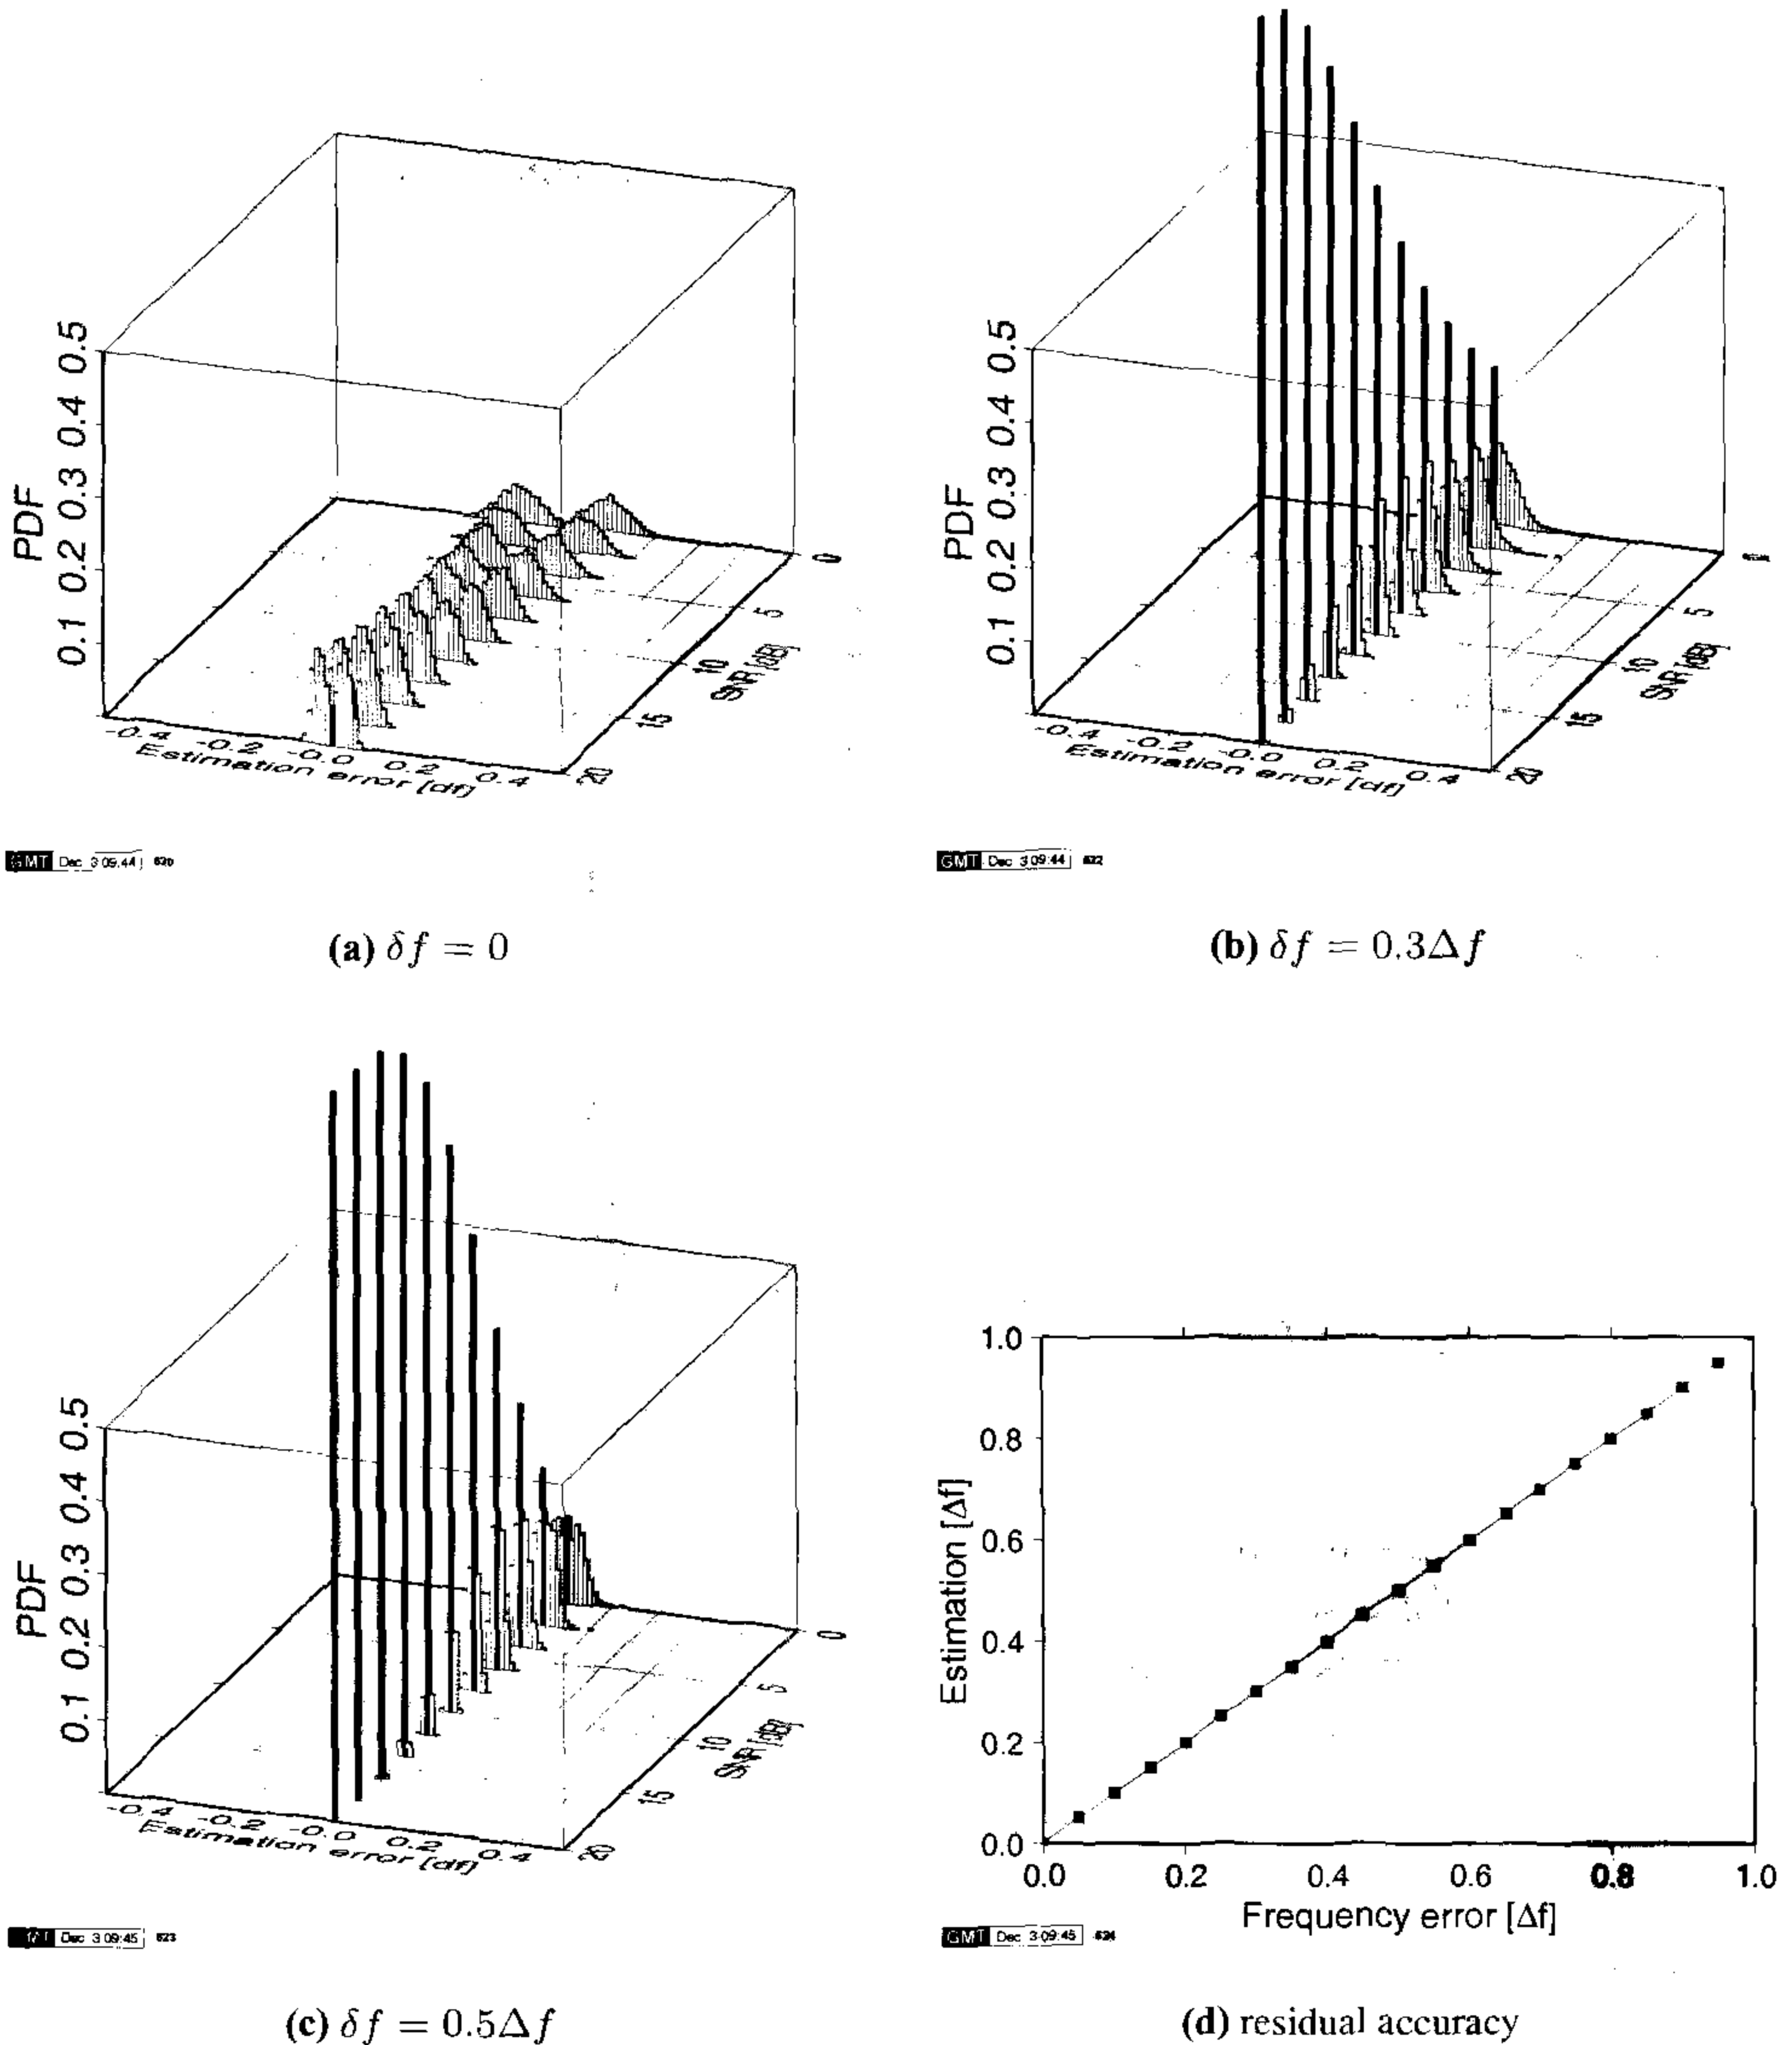 0.5
0.4
0.3
0.2
0.1
PDF
-0.4 -0.2 -0.0 0.2 0.4
Estimation error [df]
0
5
10
15
20
SNR [dB]
GMT Dec 3 09:44
(a) δf = 0
0.5
0.4
0.3
0.2
0.1
PDF
-0.4 -0.2 -0.0 0.2 0.4
Estimation error [df]
5
10
15
20
SNR [dB]
GMT Dec 3 09:44
(b) δf = 0.3Δf
0.5
0.4
0.3
0.2
0.1
PDF
-0.4 -0.2 -0.0 0.2 0.4
Estimation error [df]
0
5
10
15
20
SNR [dB]
Dec 3 09:45 623
(c) δf = 0.5Δf
1.0
0.8
0.6
0.4
0.2
0.0
Estimation [Δf]
0.0 0.2 0.4 0.6 0.8 1.0
Frequency error [Δf]
GMT Dec 3 09:45
(d) residual accuracy